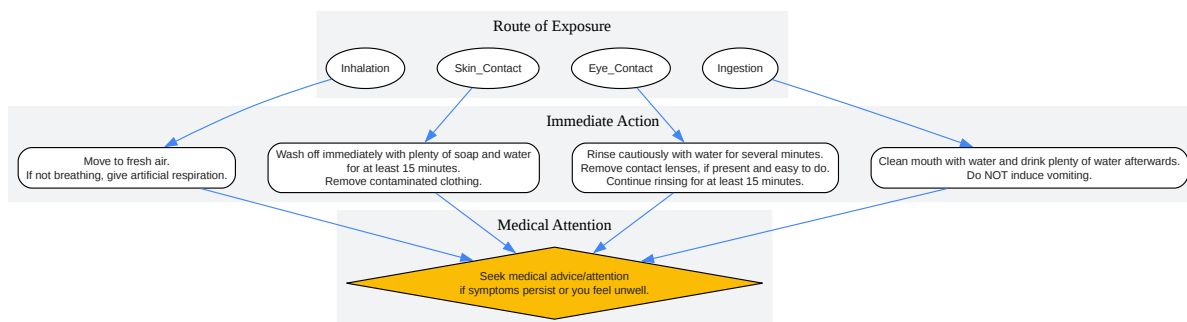 Route of Exposure
Inhalation
Skin_Contact
Eye_Contact
Ingestion
Immediate Action
Move to fresh air.
If not breathing, give artificial respiration.
Wash off immediately with plenty of soap and water
for at least 15 minutes.
Remove contaminated clothing.
Rinse cautiously with water for several minutes.
Remove contact lenses, if present and easy to do.
Continue rinsing for at least 15 minutes.
Clean mouth with water and drink plenty of water afterwards.
Do NOT induce vomiting.
Medical Attention
Seek medical advice/attention
if symptoms persist or you feel unwell.